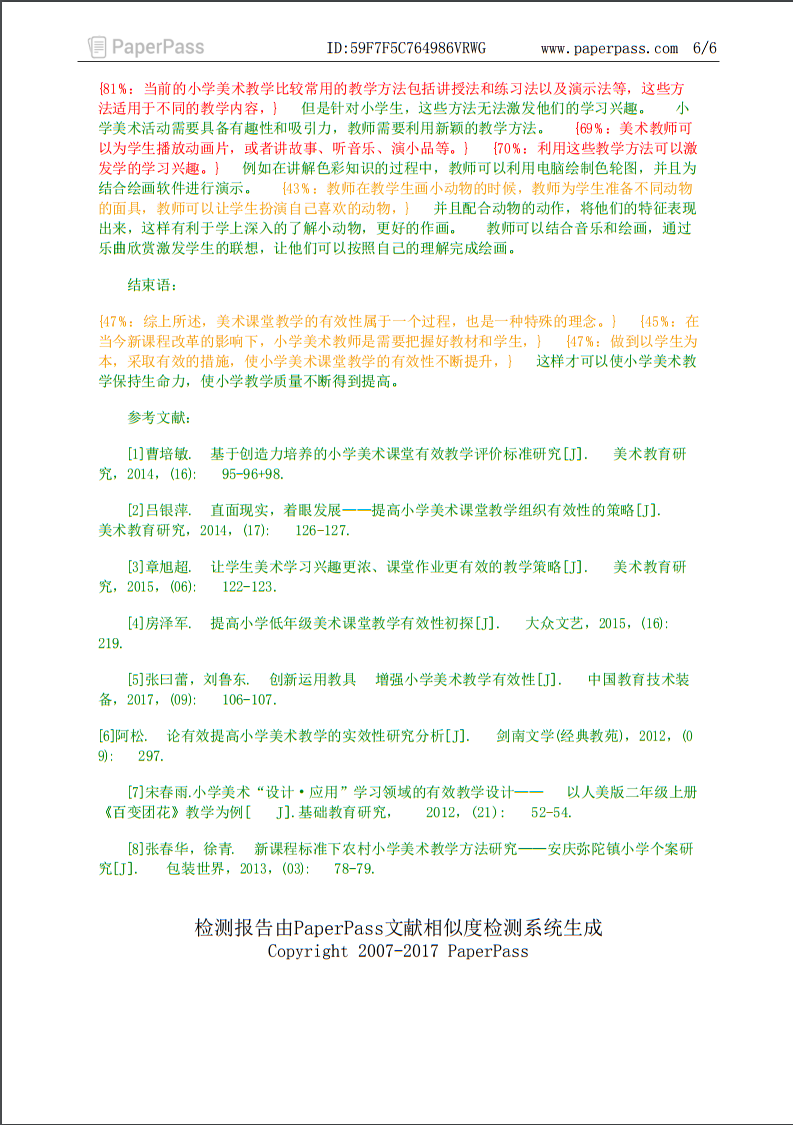 PaperPass ID:59F7F5C764986VRWG www.paperpass.com 6/6
{81%: 当前的小学美术教学比较常用的教学方法包括讲授法和练习法以及演示法等，这些方
法适用于不同的教学内容，} 但是针对小学生，这些方法无法激发他们的学习兴趣。 小
学美术活动需要具备有趣性和吸引力，教师需要利用新颖的教学方法。 {69%: 美术教师可
以为学生播放动画片，或者讲故事、听音乐、演小品等。} {70%: 利用这些教学方法可以激
发学的学习兴趣。} 例如在讲解色彩知识的过程中，教师可以利用电脑绘制色轮图，并且为
结合绘画软件进行演示。 {43%: 教师在教学生画小动物的时候，教师为学生准备不同动物
的面具，教师可以让学生扮演自己喜欢的动物，} 并且配合动物的动作，将他们的特征表现
出来，这样有利于学上深入的了解小动物，更好的作画。 教师可以结合音乐和绘画，通过
乐曲欣赏激发学生的联想，让他们可以按照自己的理解完成绘画。
结束语：
{47%: 综上所述，美术课堂教学的有效性属于一个过程，也是一种特殊的理念。} {45%: 在
当今新课程改革的影响下，小学美术教师是需要把握好教材和学生，} {47%: 做到以学生为
本，采取有效的措施，使小学美术课堂教学的有效性不断提升，} 这样才可以使小学美术教
学保持生命力，使小学教学质量不断得到提高。
参考文献：
[1]曹培敏. 基于创造力培养的小学美术课堂有效教学评价标准研究[J]. 美术教育研
究，2014，(16): 95-96+98.
[2]吕银萍. 直面现实，着眼发展——提高小学美术课堂教学组织有效性的策略[J].
美术教育研究，2014，(17): 126-127.
[3]章旭超. 让学生美术学习兴趣更浓、课堂作业更有效的教学策略[J]. 美术教育研
究，2015，(06): 122-123.
[4]房泽军. 提高小学低年级美术课堂教学有效性初探[J]. 大众文艺，2015，(16):
219.
[5]张曰蕾，刘鲁东. 创新运用教具 增强小学美术教学有效性[J]. 中国教育技术装
备，2017，(09): 106-107.
[6]阿松. 论有效提高小学美术教学的实效性研究分析[J]. 剑南文学(经典教苑)，2012，(0
9): 297.
[7]宋春雨.小学美术“设计·应用”学习领域的有效教学设计—— 以人美版二年级上册
《百变团花》教学为例[ J].基础教育研究， 2012，(21): 52-54.
[8]张春华，徐青. 新课程标准下农村小学美术教学方法研究——安庆弥陀镇小学个案研
究[J]. 包装世界，2013，(03): 78-79.
检测报告由PaperPass文献相似度检测系统生成
Copyright 2007-2017 PaperPass